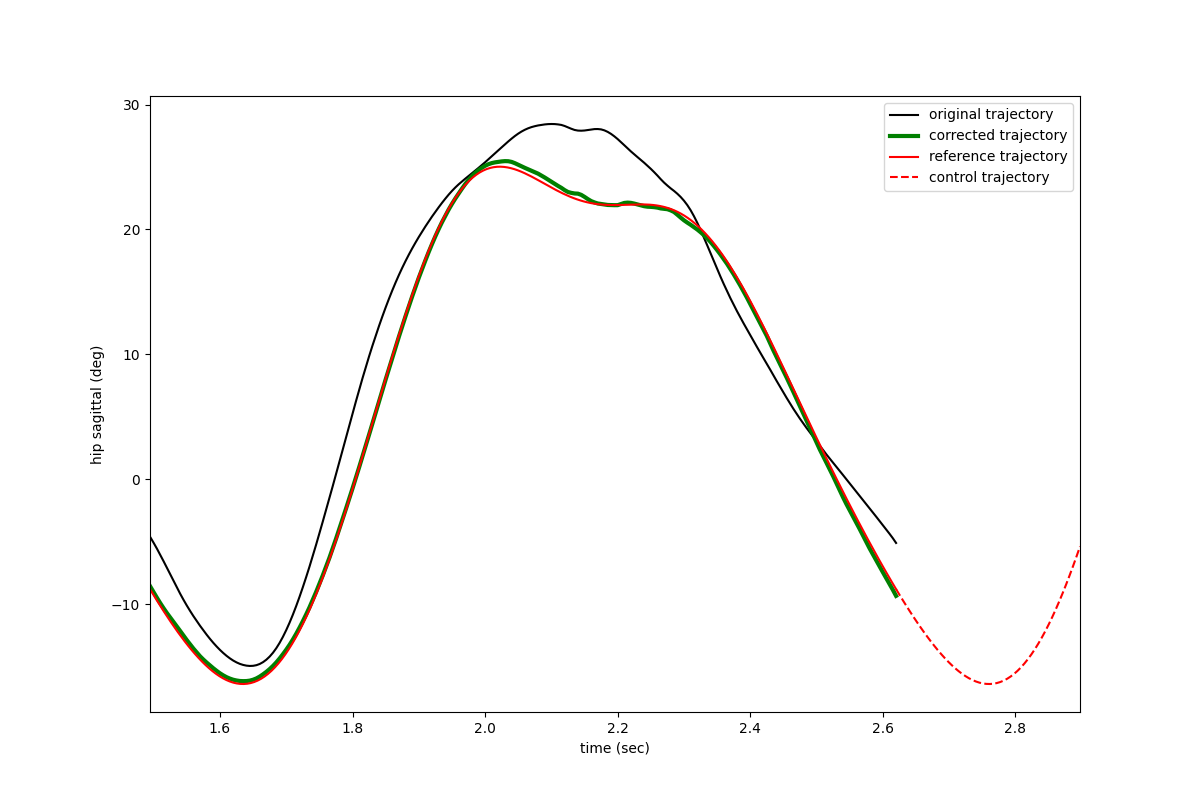 30
20
10
0
−10
hip sagittal (deg)
original trajectory
corrected trajectory
reference trajectory
control trajectory
1.6 1.8 2.0 2.2 2.4 2.6 2.8
time (sec)